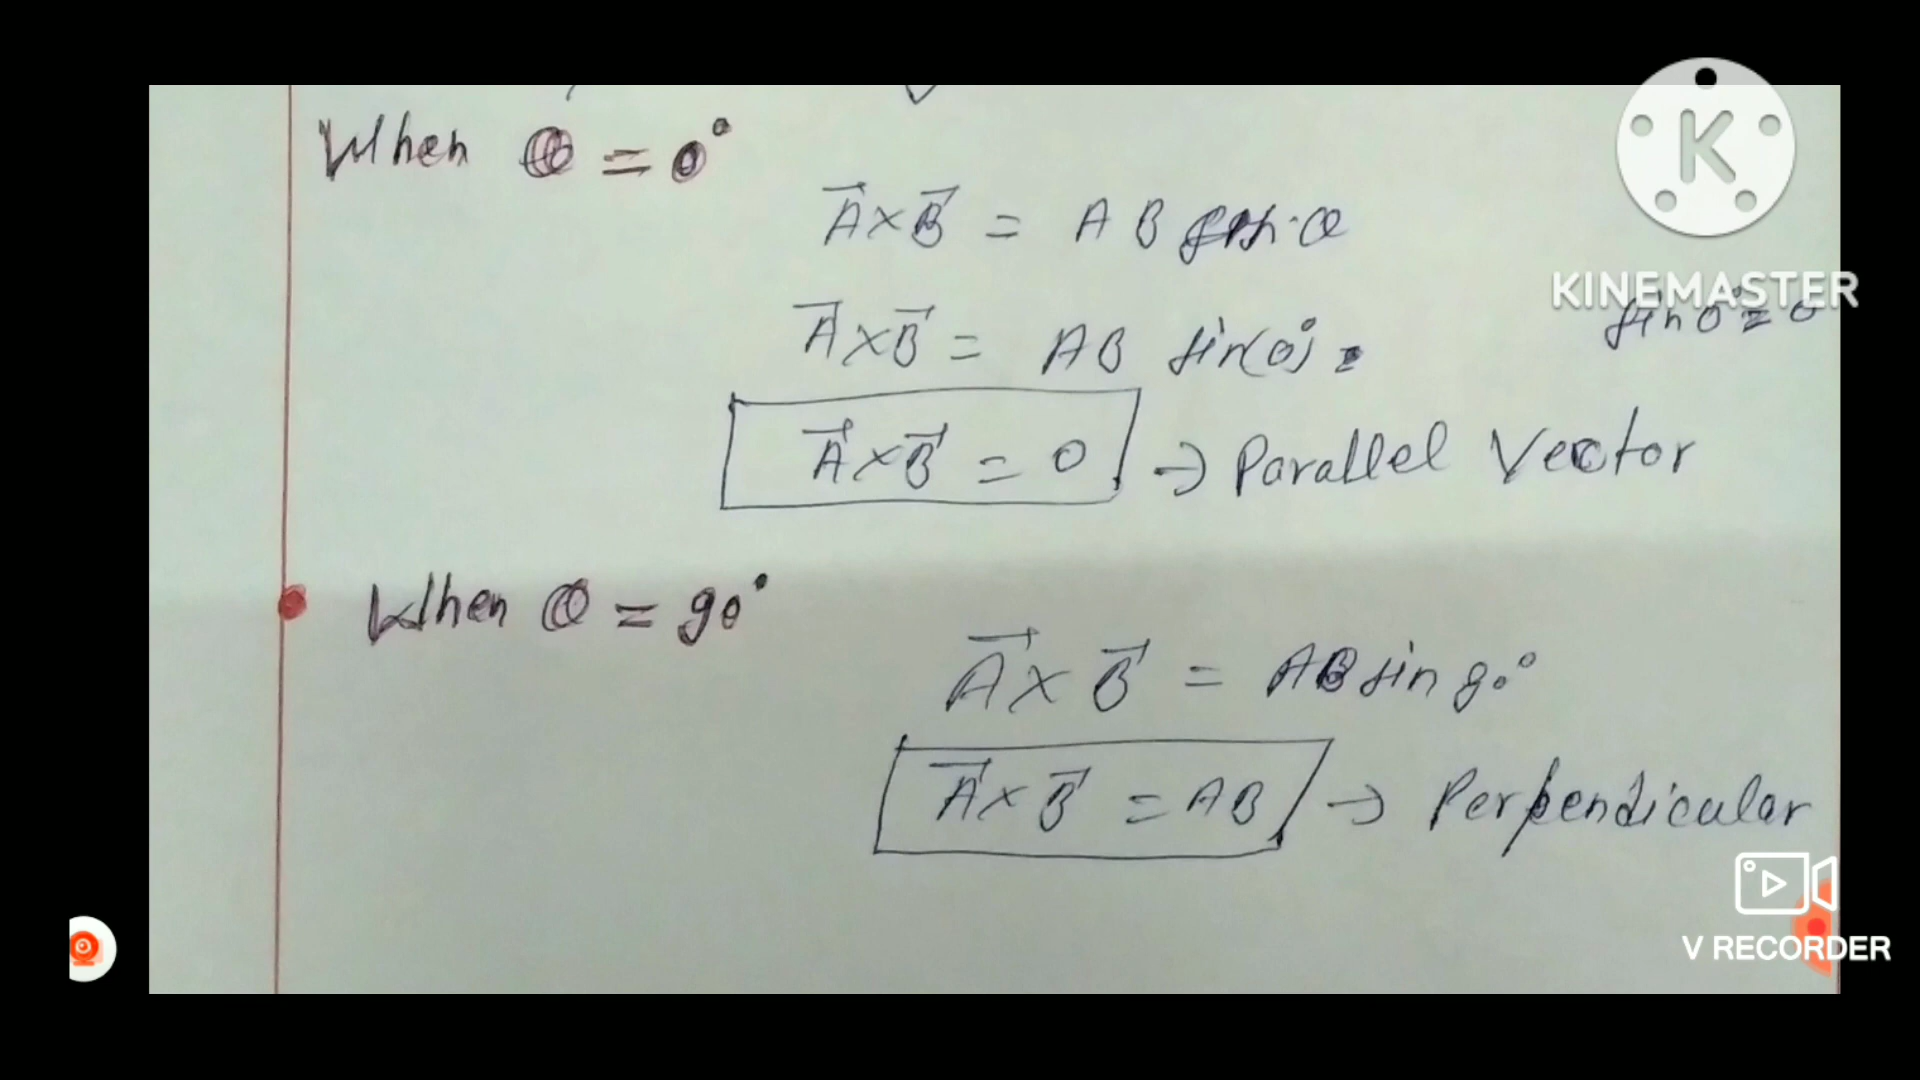 When θ = 0°
A⃗×B⃗ = AB sin θ
KINEMASTER
sin 0° = 0
A⃗×B⃗ = AB sin(0°) =
A⃗×B⃗ = 0 → Parallel Vector
When θ = 90°
A⃗×B⃗ = AB sin 90°
A⃗×B⃗ = AB → Perpendicular
V RECORDER